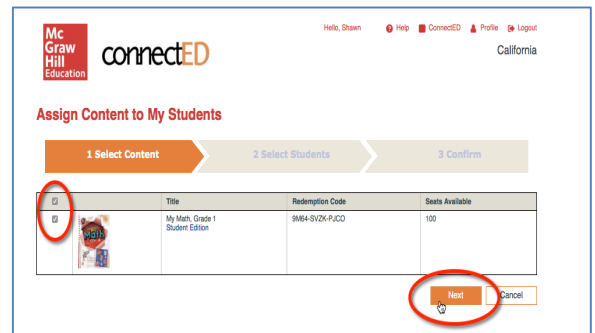 Mc
Graw
Hill
Education
connectED
Hello, Shawn
Help
ConnectED
Profile
Logout
California
Assign Content to My Students
1 Select Content
2 Select Students
3 Confirm
Title
Redemption Code
Seats Available
Math
My Math, Grade 1
Student Edition
9M64-SVZK-PJCO
100
Next
Cancel